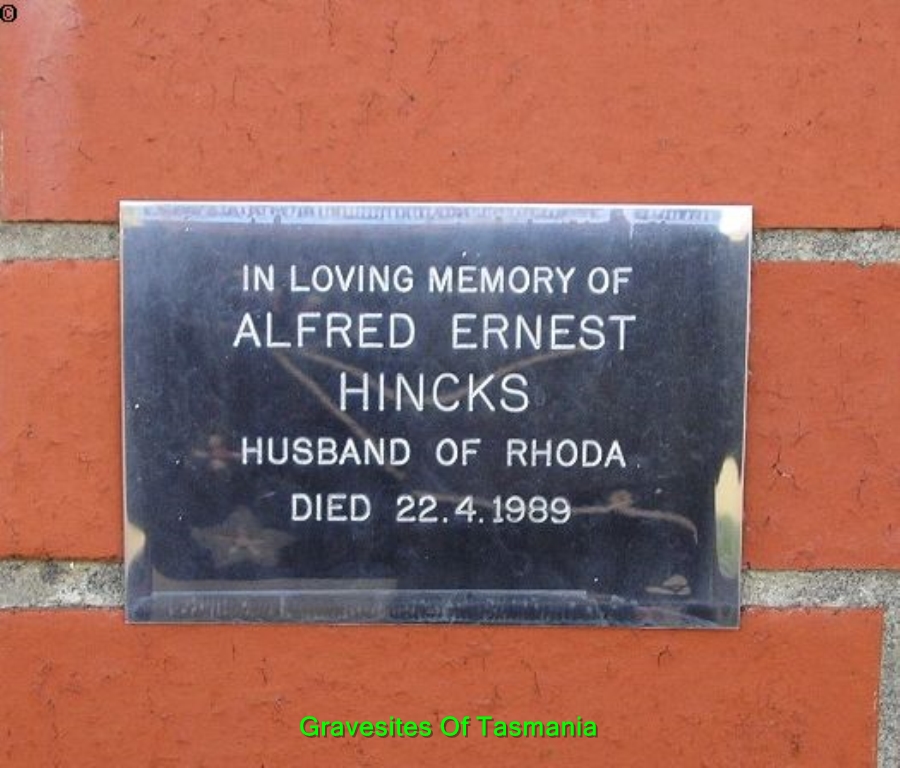 ©
IN LOVING MEMORY OF
ALFRED ERNEST
HINCKS
HUSBAND OF RHODA
DIED 22.4.1989
Gravesites Of Tasmania